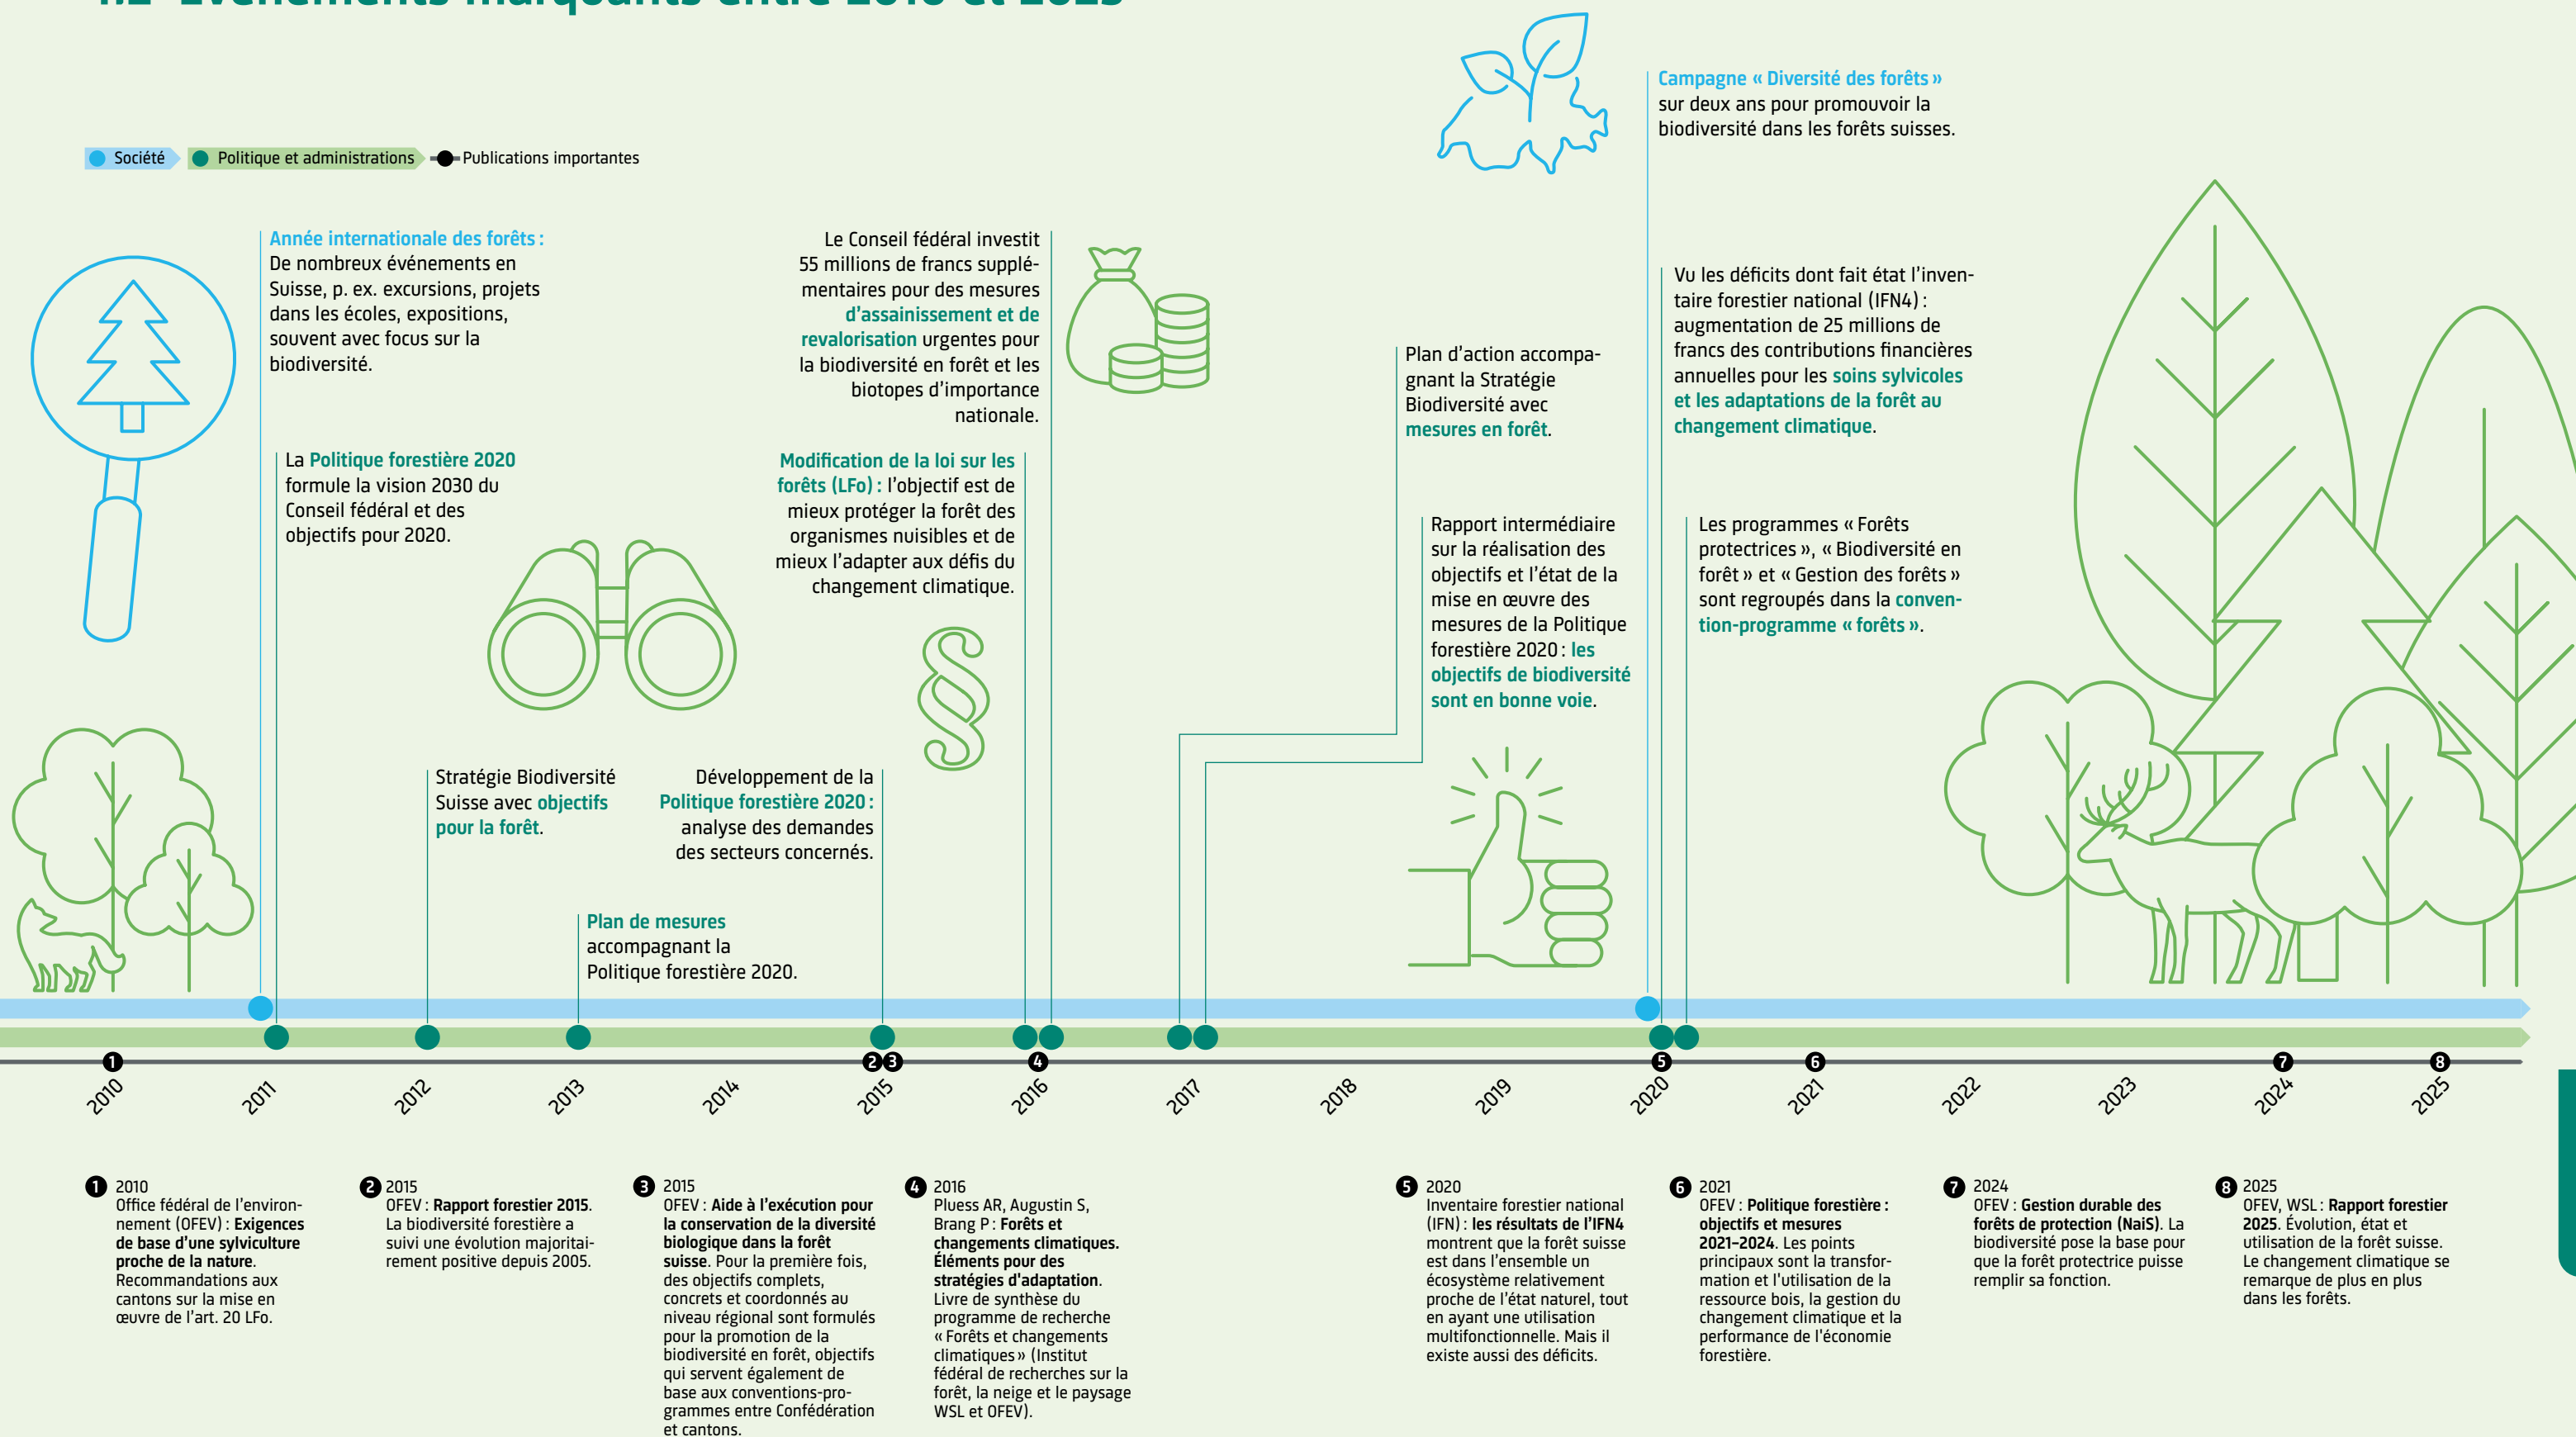 1.2 Événements marquants entre 2010 et 2025
Société
Politique et administrations
Publications importantes
Campagne « Diversité des forêts »
sur deux ans pour promouvoir la
biodiversité dans les forêts suisses.
Année internationale des forêts :
De nombreux événements en
Suisse, p. ex. excursions, projets
dans les écoles, expositions,
souvent avec focus sur la
biodiversité.
La Politique forestière 2020
formule la vision 2030 du
Conseil fédéral et des
objectifs pour 2020.
Stratégie Biodiversité
Suisse avec objectifs
pour la forêt.
Plan de mesures
accompagnant la
Politique forestière 2020.
Développement de la
Politique forestière 2020 :
analyse des demandes
des secteurs concernés.
Le Conseil fédéral investit
55 millions de francs supplé-
mentaires pour des mesures
d'assainissement et de
revalorisation urgentes pour
la biodiversité en forêt et les
biotopes d'importance
nationale.
Modification de la loi sur les
forêts (LFo) : l'objectif est de
mieux protéger la forêt des
organismes nuisibles et de
mieux l'adapter aux défis du
changement climatique.
Plan d'action accompa-
gnant la Stratégie
Biodiversité avec
mesures en forêt.
Rapport intermédiaire
sur la réalisation des
objectifs et l'état de la
mise en œuvre des
mesures de la Politique
forestière 2020 : les
objectifs de biodiversité
sont en bonne voie.
Vu les déficits dont fait état l'inven-
taire forestier national (IFN4) :
augmentation de 25 millions de
francs des contributions financières
annuelles pour les soins sylvicoles
et les adaptations de la forêt au
changement climatique.
Les programmes « Forêts
protectrices », « Biodiversité en
forêt » et « Gestion des forêts »
sont regroupés dans la conven-
tion-programme « forêts ».
1 2 3 4 5 6 7 8
2010 2011 2012 2013 2014 2015 2016 2017 2018 2019 2020 2021 2022 2023 2024 2025
1 2010
Office fédéral de l'environ-
nement (OFEV) : Exigences
de base d'une sylviculture
proche de la nature.
Recommandations aux
cantons sur la mise en
œuvre de l'art. 20 LFo.
2 2015
OFEV : Rapport forestier 2015.
La biodiversité forestière a
suivi une évolution majoritai-
rement positive depuis 2005.
3 2015
OFEV : Aide à l'exécution pour
la conservation de la diversité
biologique dans la forêt
suisse. Pour la première fois,
des objectifs complets,
concrets et coordonnés au
niveau régional sont formulés
pour la promotion de la
biodiversité en forêt, objectifs
qui servent également de
base aux conventions-pro-
grammes entre Confédération
et cantons.
4 2016
Pluess AR, Augustin S,
Brang P : Forêts et
changements climatiques.
Éléments pour des
stratégies d'adaptation.
Livre de synthèse du
programme de recherche
« Forêts et changements
climatiques » (Institut
fédéral de recherches sur la
forêt, la neige et le paysage
WSL et OFEV).
5 2020
Inventaire forestier national
(IFN) : les résultats de l'IFN4
montrent que la forêt suisse
est dans l'ensemble un
écosystème relativement
proche de l'état naturel, tout
en ayant une utilisation
multifonctionnelle. Mais il
existe aussi des déficits.
6 2021
OFEV : Politique forestière :
objectifs et mesures
2021–2024. Les points
principaux sont la transfor-
mation et l'utilisation de la
ressource bois, la gestion du
changement climatique et la
performance de l'économie
forestière.
7 2024
OFEV : Gestion durable des
forêts de protection (NaiS). La
biodiversité pose la base pour
que la forêt protectrice puisse
remplir sa fonction.
8 2025
OFEV, WSL : Rapport forestier
2025. Évolution, état et
utilisation de la forêt suisse.
Le changement climatique se
remarque de plus en plus
dans les forêts.